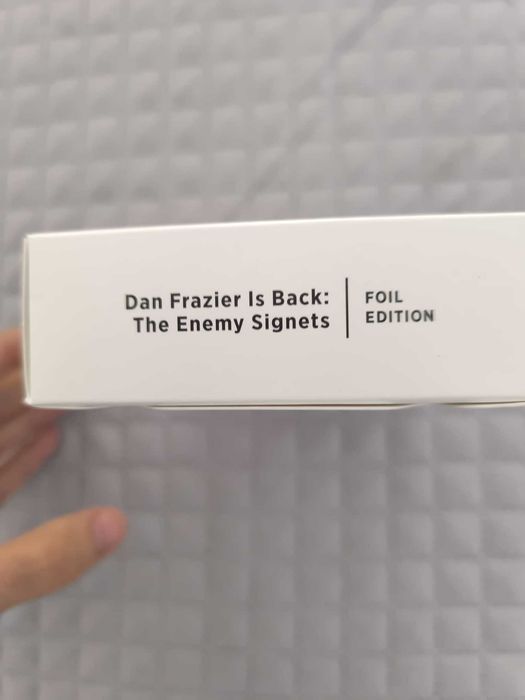 Dan Frazier Is Back:
The Enemy Signets
FOIL
EDITION